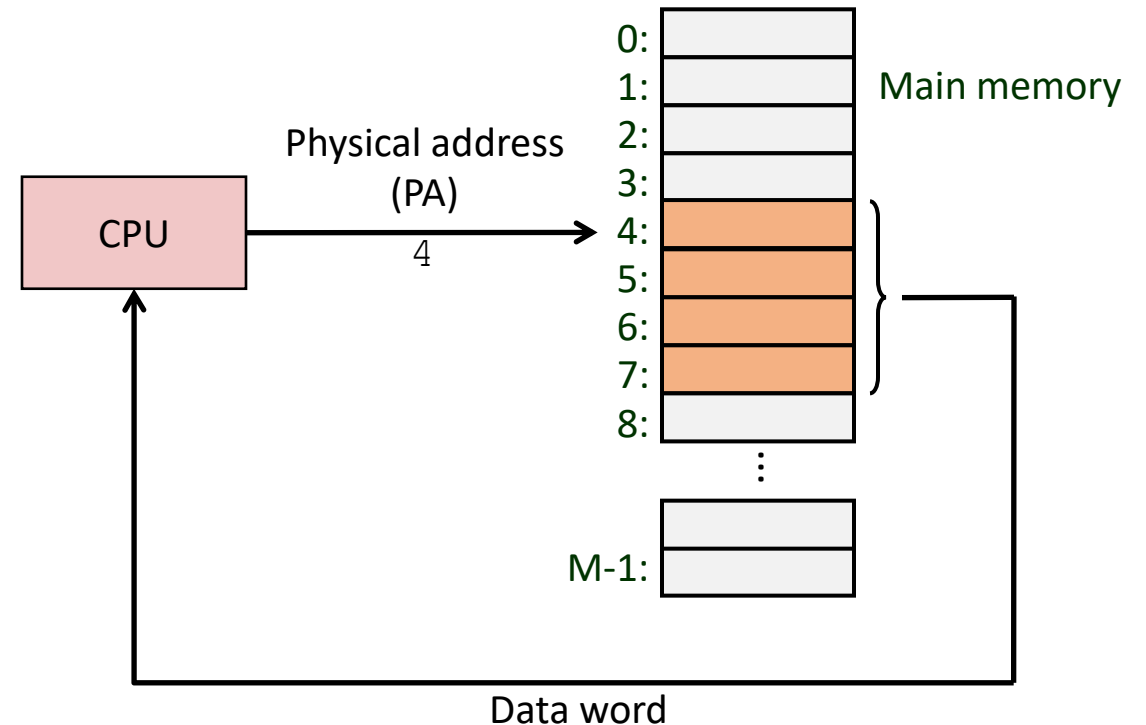 CPU
Physical address
(PA)
4
0:
1:
2:
3:
4:
5:
6:
7:
8:
...
M-1:
Main memory
Data word